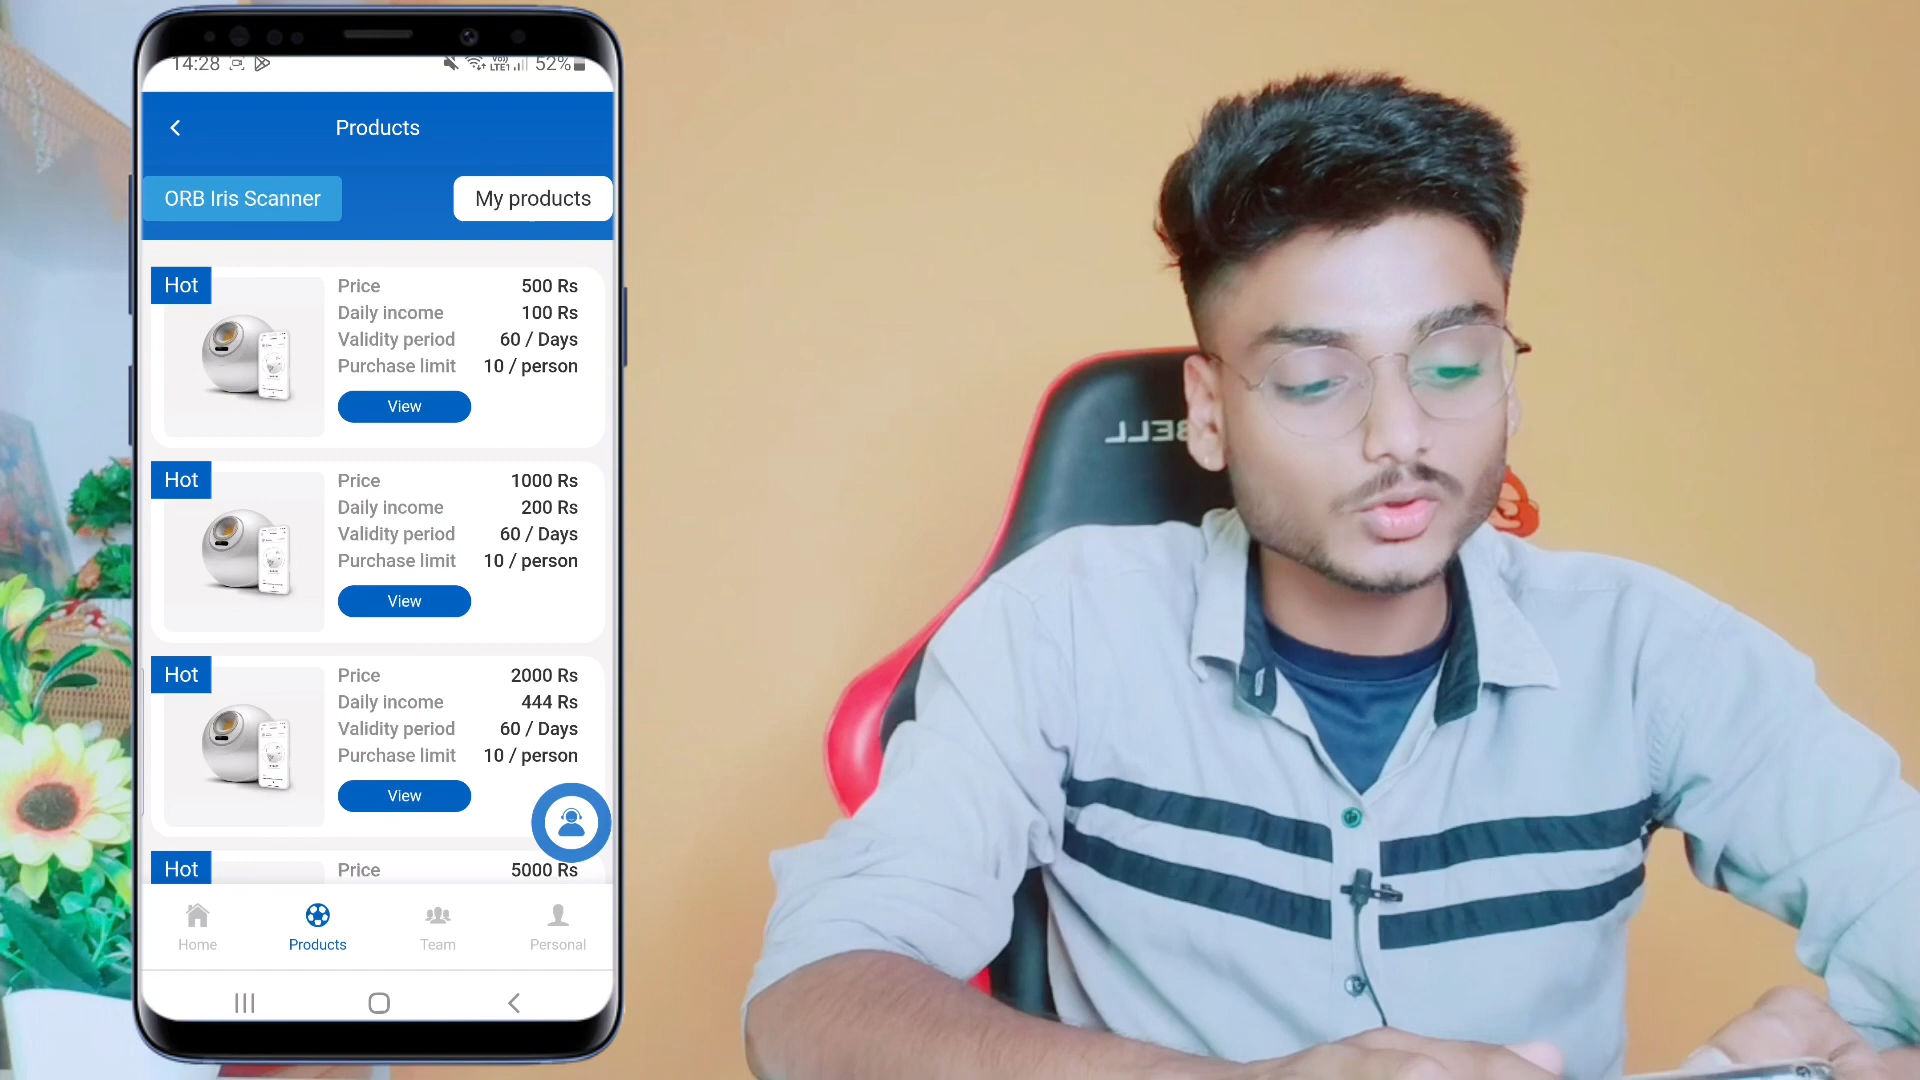 14:28
VoI)
LTE1
52%
Products
ORB Iris Scanner
My products
Hot
Price 500 Rs
Daily income 100 Rs
Validity period 60 / Days
Purchase limit 10 / person
View
Hot
Price 1000 Rs
Daily income 200 Rs
Validity period 60 / Days
Purchase limit 10 / person
View
Hot
Price 2000 Rs
Daily income 444 Rs
Validity period 60 / Days
Purchase limit 10 / person
View
Hot
Price 5000 Rs
Home
Products
Team
Personal
BELL